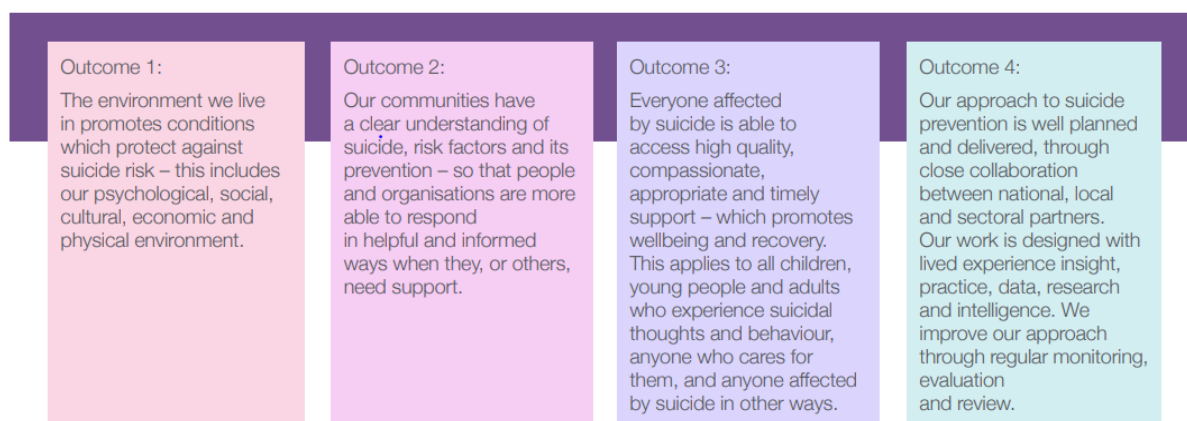 Outcome 1:
The environment we live
in promotes conditions
which protect against
suicide risk – this includes
our psychological, social,
cultural, economic and
physical environment.
Outcome 2:
Our communities have
a clear understanding of
suicide, risk factors and its
prevention – so that people
and organisations are more
able to respond
in helpful and informed
ways when they, or others,
need support.
Outcome 3:
Everyone affected
by suicide is able to
access high quality,
compassionate,
appropriate and timely
support – which promotes
wellbeing and recovery.
This applies to all children,
young people and adults
who experience suicidal
thoughts and behaviour,
anyone who cares for
them, and anyone affected
by suicide in other ways.
Outcome 4:
Our approach to suicide
prevention is well planned
and delivered, through
close collaboration
between national, local
and sectoral partners.
Our work is designed with
lived experience insight,
practice, data, research
and intelligence. We
improve our approach
through regular monitoring,
evaluation
and review.